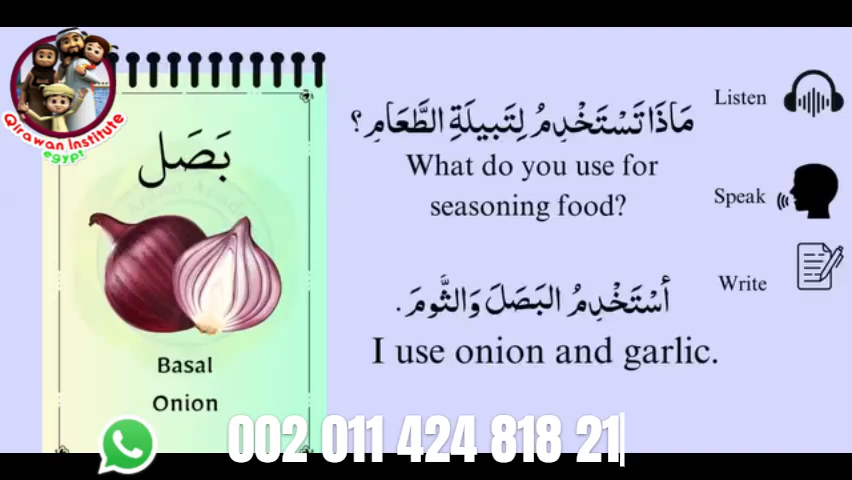 Qirawan Institute
egypt
بَصَل
Basal
Onion
مَاذَا تَسْتَخْدِمُ لِتَبِيلَةِ الطَّعَامِ؟
What do you use for
seasoning food?
أَسْتَخْدِمُ البَصَلَ وَالثُّومَ.
I use onion and garlic.
Listen
Speak
Write
002 011 424 818 21